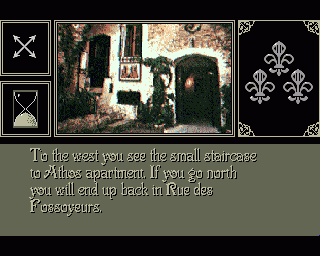 To the west you see the small staircase
to Athos apartment. If you go north
you will end up back in Rue des
Fossoyeurs.